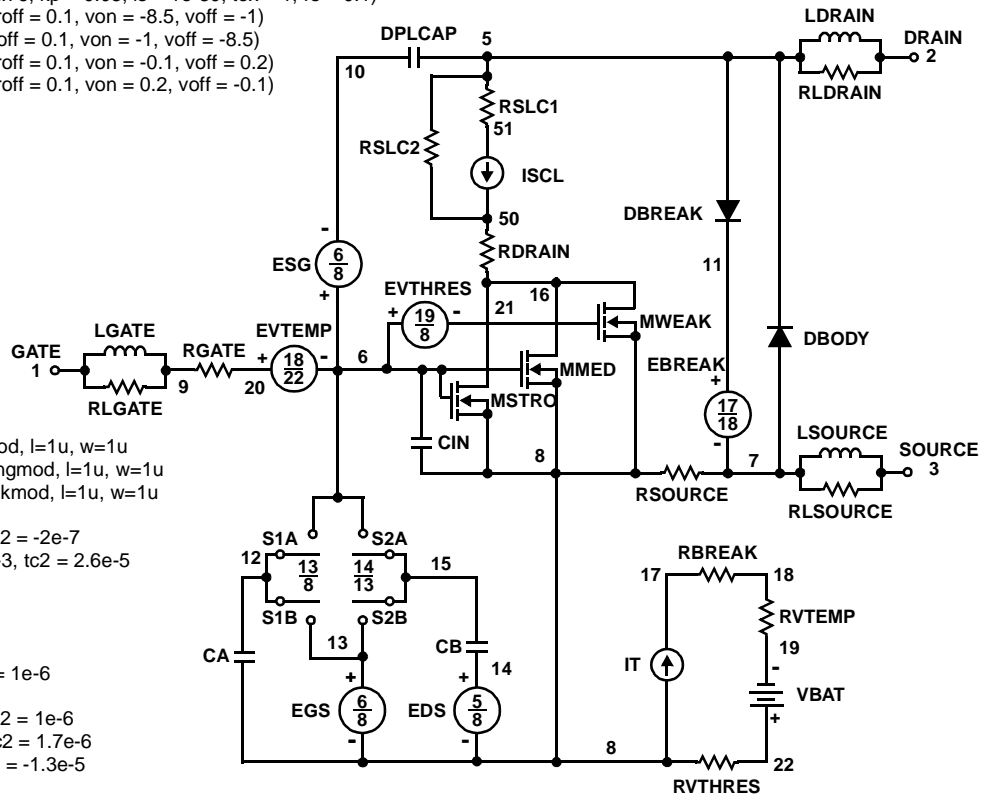 roff = 0.1, von = -8.5, voff = -1)
off = 0.1, von = -1, voff = -8.5)
roff = 0.1, von = -0.1, voff = 0.2)
roff = 0.1, von = 0.2, voff = -0.1)
LDRAIN
DPLCAP
5
DRAIN
2
10
RLDRAIN
RSLC1
51
RSLC2
ISCL
DBREAK
50
RDRAIN
11
-
ESG
6
8
+
EVTHRES
16
21
+
19
8
-
MWEAK
LGATE
EVTEMP
DBODY
GATE
1
RGATE
+
18
22
-
6
MMED
EBREAK
+
9
20
MSTRO
17
18
RLGATE
-
CIN
LSOURCE
od, l=1u, w=1u
8
7
SOURCE
3
ngmod, l=1u, w=1u
RSOURCE
kmod, l=1u, w=1u
RLSOURCE
2 = -2e-7
S1A
S2A
RBREAK
-3, tc2 = 2.6e-5
12
13
8
14
13
15
17
18
S1B
S2B
RVTEMP
13
CB
19
CA
IT
-
= 1e-6
+
+
14
VBAT
EGS
6
8
EDS
5
8
+
2 = 1e-6
-
-
c2 = 1.7e-6
8
22
= -1.3e-5
RVTHRES